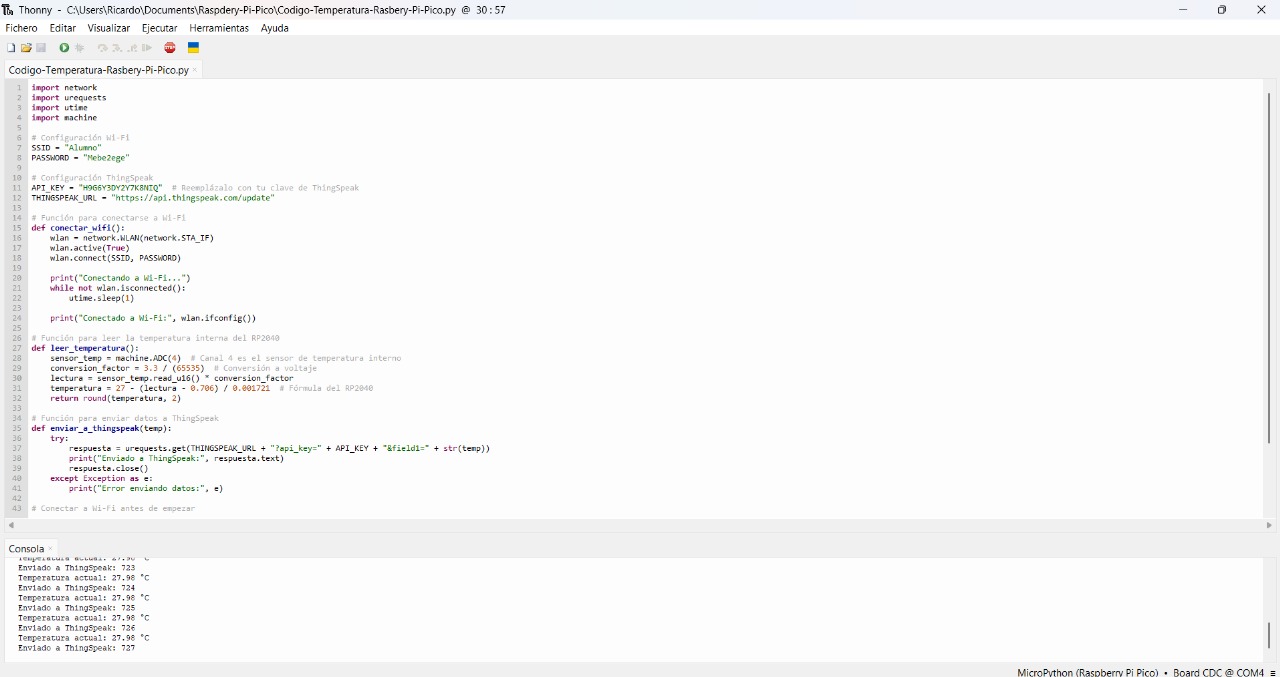 Thonny - C:\Users\Ricardo\Documents\Raspdery-Pi-Pico\Codigo-Temperatura-Rasbery-Pi-Pico.py @ 30 : 57
Fichero Editar Visualizar Ejecutar Herramientas Ayuda
STOP
Codigo-Temperatura-Rasbery-Pi-Pico.py ×
1 import network
2 import urequests
3 import utime
4 import machine
5
6 # Configuración Wi-Fi
7 SSID = "Alumno"
8 PASSWORD = "Mebe2ege"
9
10 # Configuración ThingSpeak
11 API_KEY = "H9G6Y3DY2Y7K8NIQ" # Reemplázalo con tu clave de ThingSpeak
12 THINGSPEAK_URL = "https://api.thingspeak.com/update"
13
14 # Función para conectarse a Wi-Fi
15 def conectar_wifi():
16 wlan = network.WLAN(network.STA_IF)
17 wlan.active(True)
18 wlan.connect(SSID, PASSWORD)
19
20 print("Conectando a Wi-Fi...")
21 while not wlan.isconnected():
22 utime.sleep(1)
23
24 print("Conectado a Wi-Fi:", wlan.ifconfig())
25
26 # Función para leer la temperatura interna del RP2040
27 def leer_temperatura():
28 sensor_temp = machine.ADC(4) # Canal 4 es el sensor de temperatura interno
29 conversion_factor = 3.3 / (65535) # Conversión a voltaje
30 lectura = sensor_temp.read_u16() * conversion_factor
31 temperatura = 27 - (lectura - 0.706) / 0.001721 # Fórmula del RP2040
32 return round(temperatura, 2)
33
34 # Función para enviar datos a ThingSpeak
35 def enviar_a_thingspeak(temp):
36 try:
37 respuesta = urequests.get(THINGSPEAK_URL + "?api_key=" + API_KEY + "&field1=" + str(temp))
38 print("Enviado a ThingSpeak:", respuesta.text)
39 respuesta.close()
40 except Exception as e:
41 print("Error enviando datos:", e)
42
43 # Conectar a Wi-Fi antes de empezar
Consola ×
Temperatura actual: 27.98 °C
Enviado a ThingSpeak: 723
Temperatura actual: 27.98 °C
Enviado a ThingSpeak: 724
Temperatura actual: 27.98 °C
Enviado a ThingSpeak: 725
Temperatura actual: 27.98 °C
Enviado a ThingSpeak: 726
Temperatura actual: 27.98 °C
Enviado a ThingSpeak: 727
MicroPython (Raspberry Pi Pico) • Board CDC @ COM4 ≡